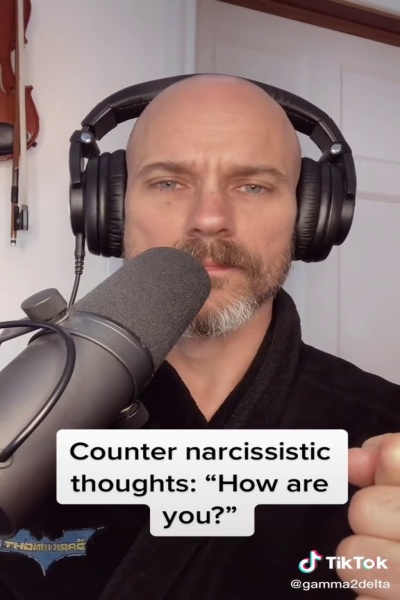 Counter narcissistic
thoughts: “How are
you?”
TikTok
@gamma2delta